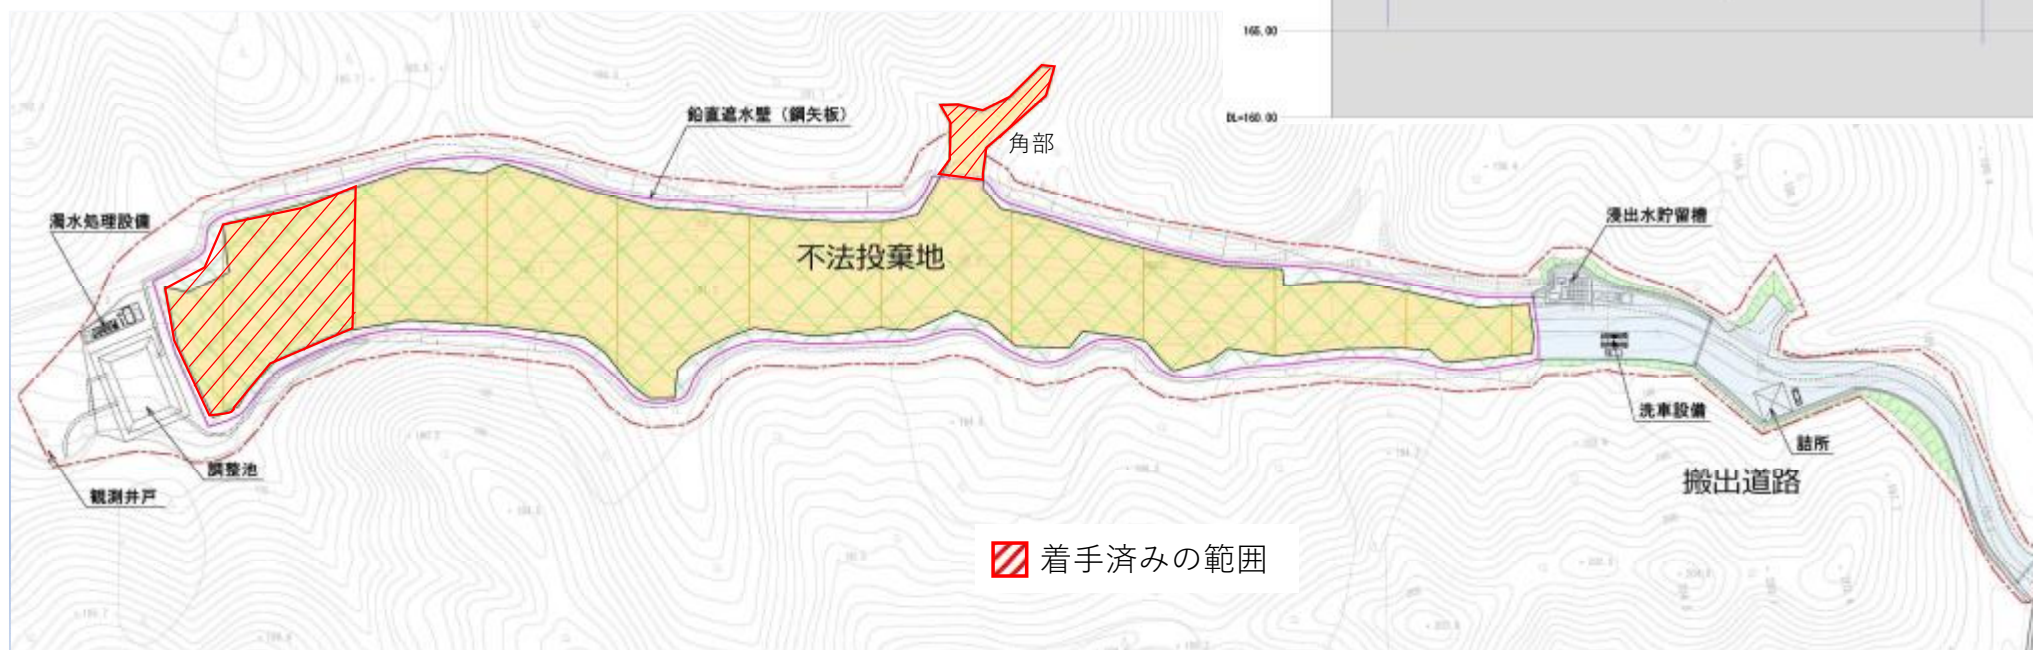 165.00
DL=160.00
鉛直遮水壁（鋼矢板）
角部
濁水処理設備
浸出水貯留槽
不法投棄地
洗車設備
詰所
調整池
観測井戸
搬出道路
着手済みの範囲